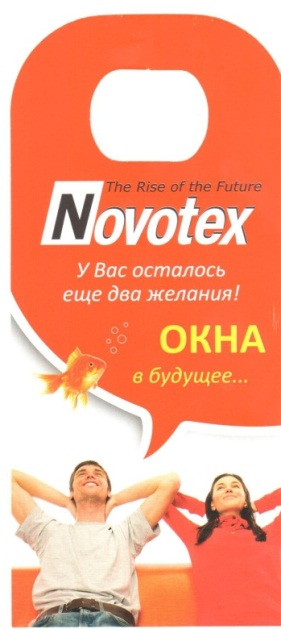 The Rise of the Future
Novotex
У Вас осталось
еще два желания!
ОКНА
в будущее...